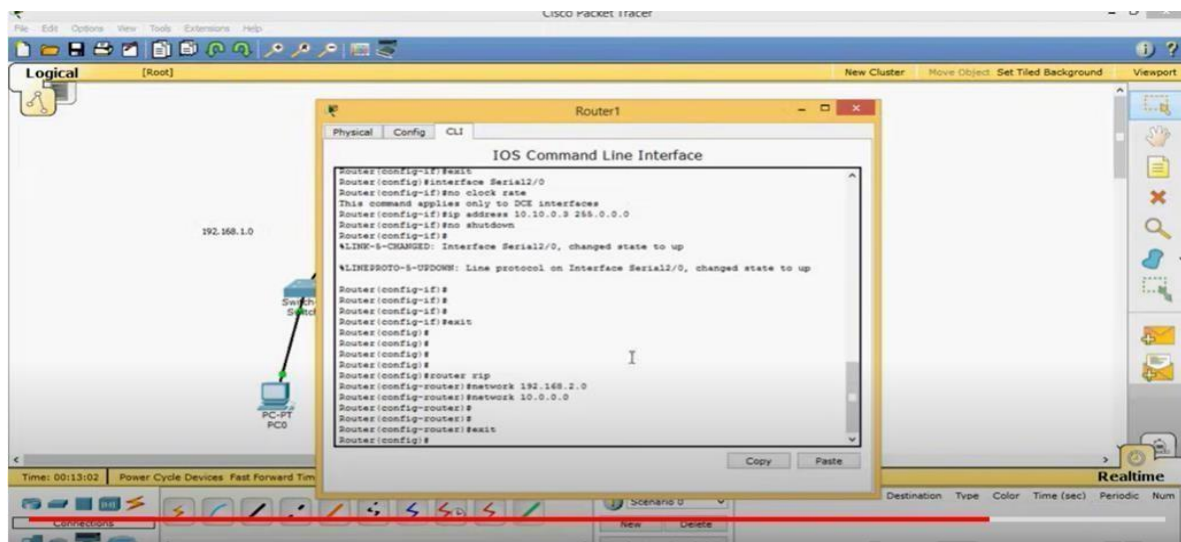 Cisco Packet Tracer
File Edit Options View Tools Extensions Help
Logical [Root] New Cluster Move Object Set Tiled Background Viewport
Router1
Physical Config CLI
IOS Command Line Interface
Router(config-if)#exit
Router(config)#interface Serial2/0
Router(config-if)#no clock rate
This command applies only to DCE interfaces
Router(config-if)#ip address 10.10.0.3 255.0.0.0
Router(config-if)#no shutdown
Router(config-if)#
%LINK-5-CHANGED: Interface Serial2/0, changed state to up
%LINEPROTO-5-UPDOWN: Line protocol on Interface Serial2/0, changed state to up
Router(config-if)#
Router(config-if)#
Router(config-if)#
Router(config-if)#exit
Router(config)#
Router(config)#
Router(config)#
Router(config)#
Router(config)#router rip
Router(config-router)#network 192.168.2.0
Router(config-router)#network 10.0.0.0
Router(config-router)#
Router(config-router)#
Router(config-router)#exit
Router(config)#
Copy Paste
192.168.1.0
PC-PT
PC0
Time: 00:13:02 Power Cycle Devices Fast Forward Tim
Realtime
Scenario 0
New Delete
Destination Type Color Time (sec) Periodic Num
Connections